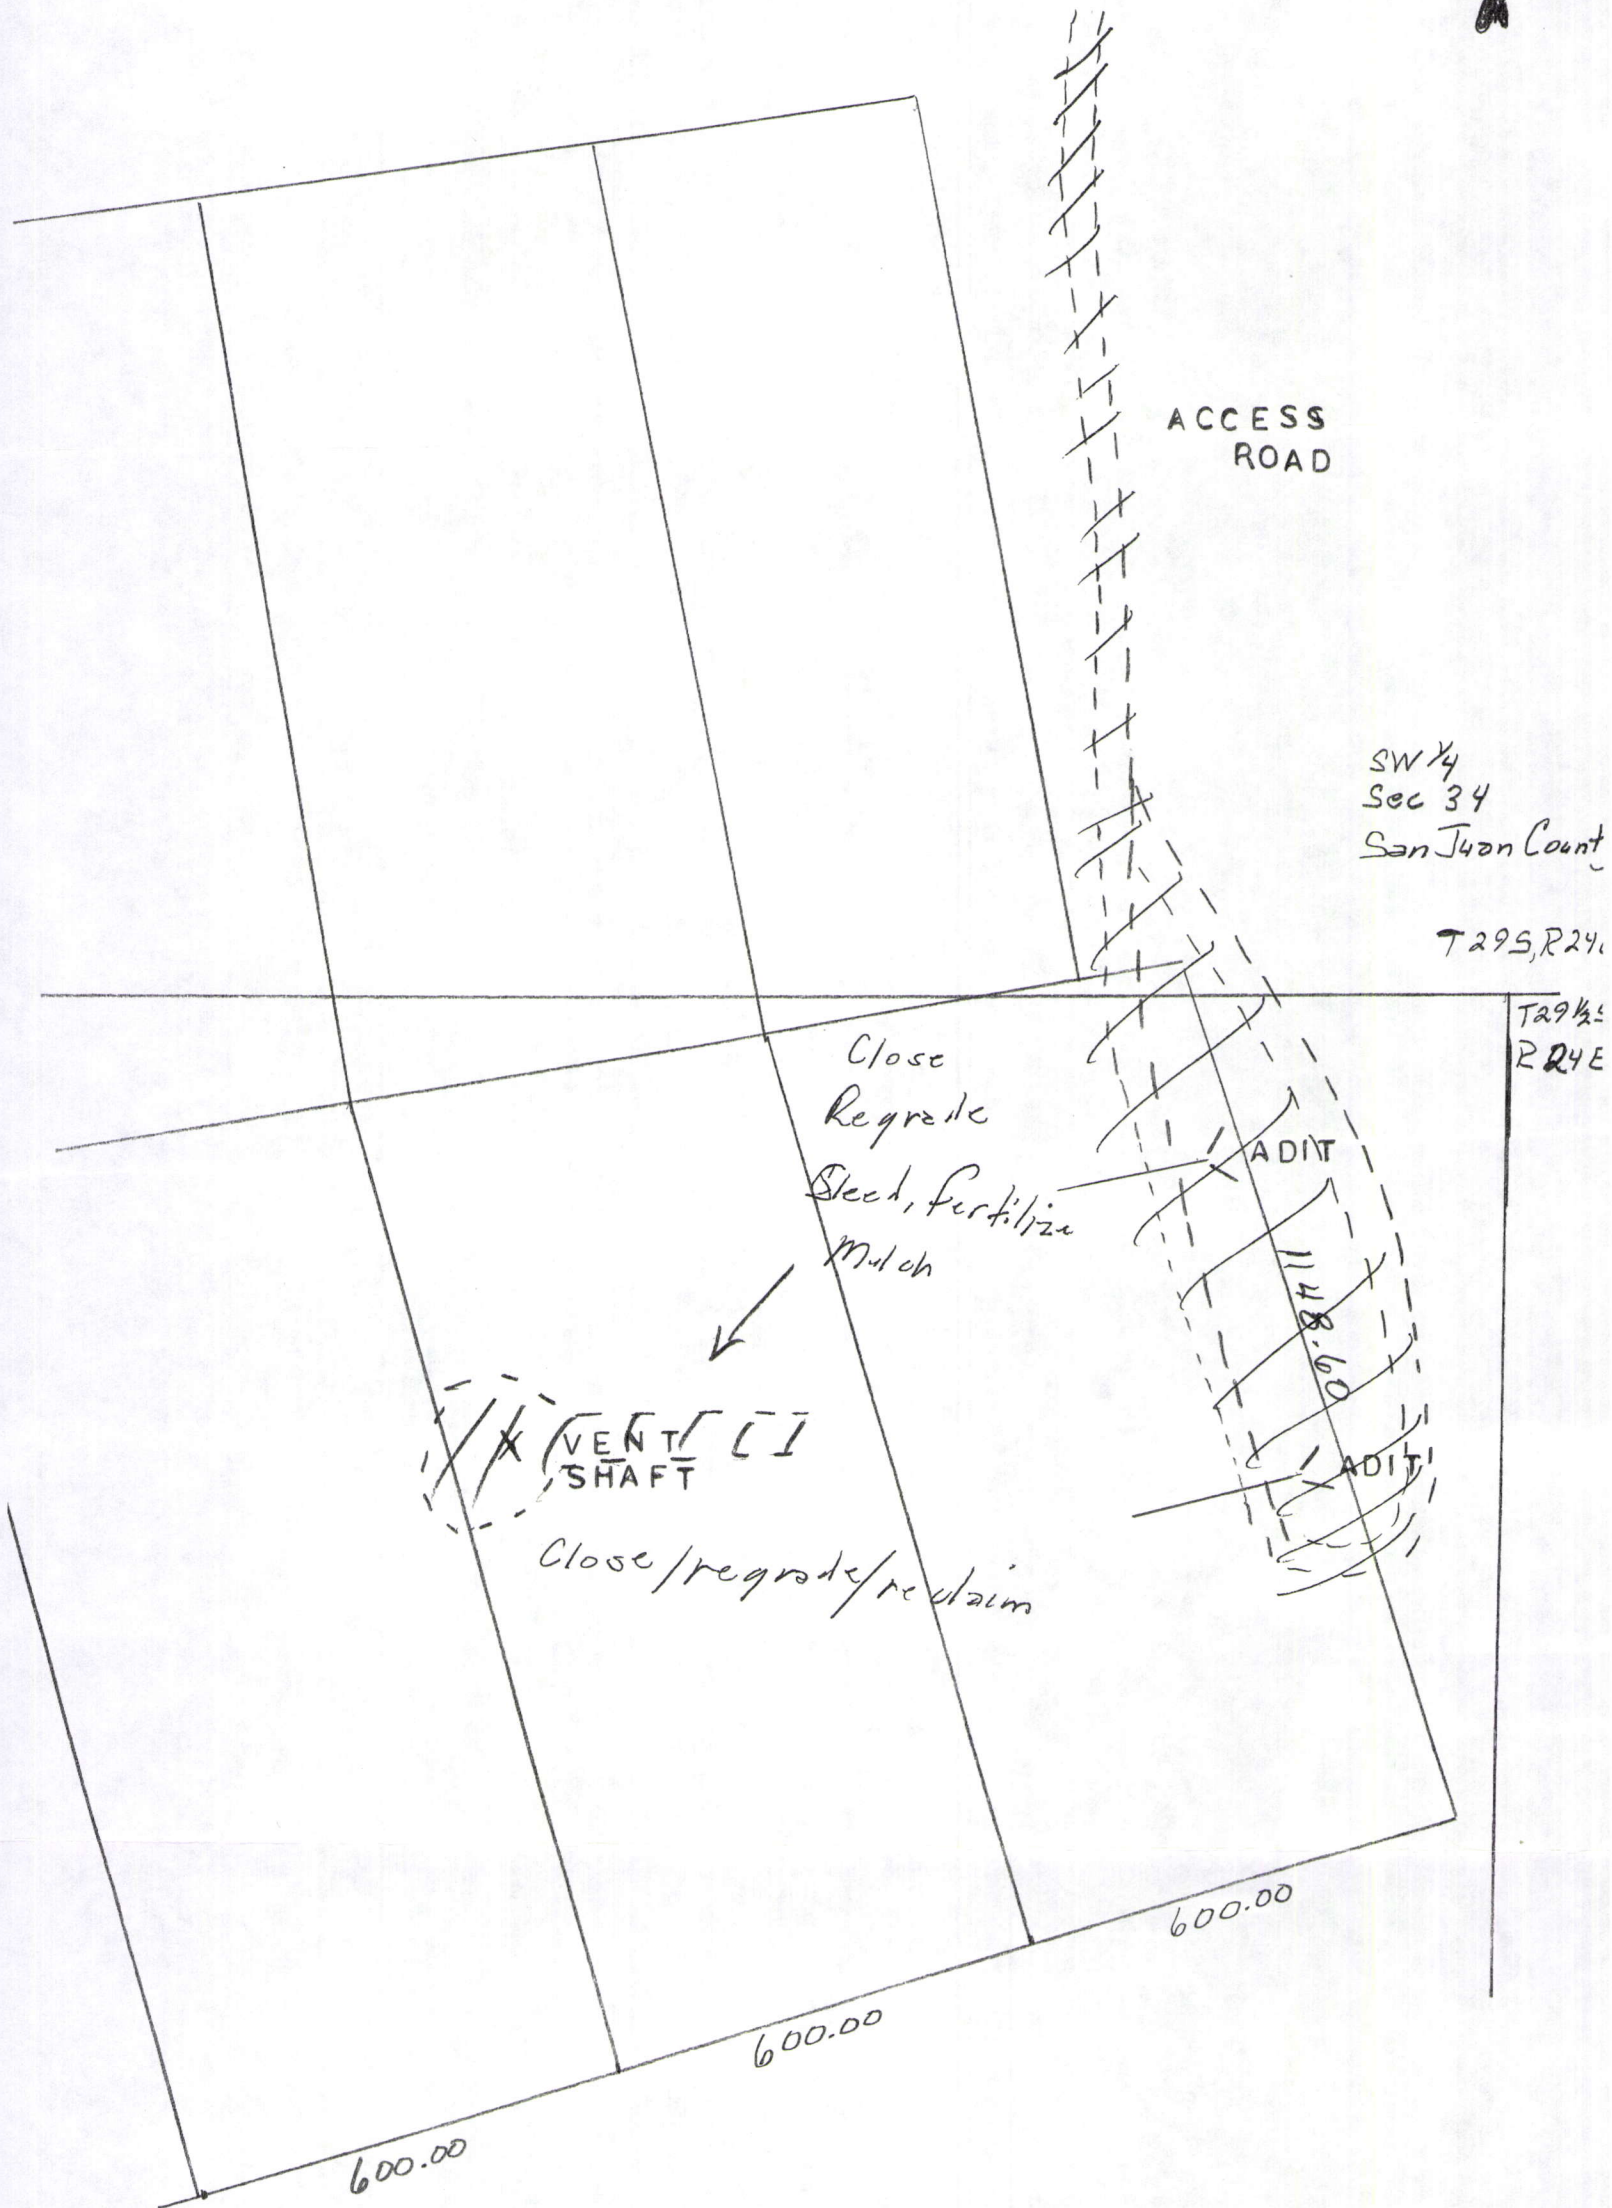 ACCESS
ROAD
SW 1/4
Sec 34
San Juan Count
T29S, R24
T29 1/2S
R24E
Close
Regrade
Seed, fertilize
Mulch
ADIT
1148.60
VENT
SHAFT
ADIT
Close/regrade/reclaim
600.00
600.00
600.00